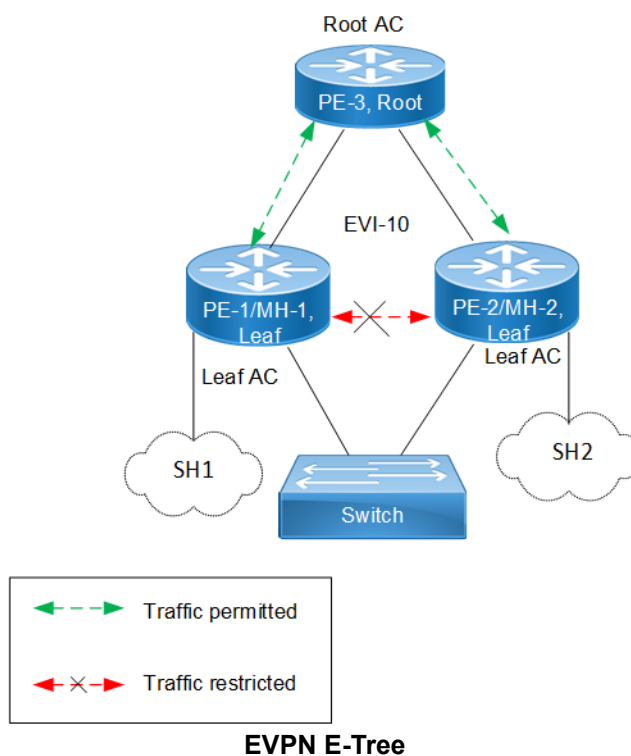 Root AC
PE-3, Root
EVI-10
PE-1/MH-1,
Leaf
PE-2/MH-2,
Leaf
Leaf AC
Leaf AC
SH1
SH2
Switch
Traffic permitted
Traffic restricted
EVPN E-Tree